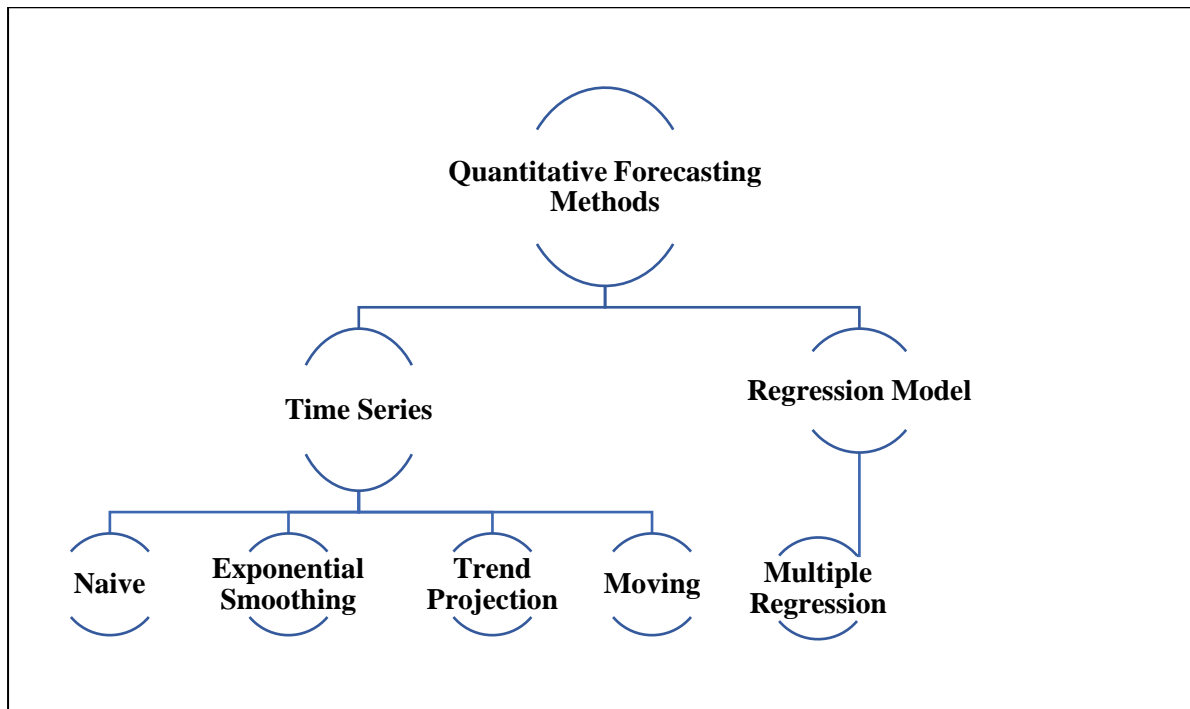 Quantitative Forecasting
Methods
Time Series
Regression Model
Naive
Exponential
Smoothing
Trend
Projection
Moving
Multiple
Regression